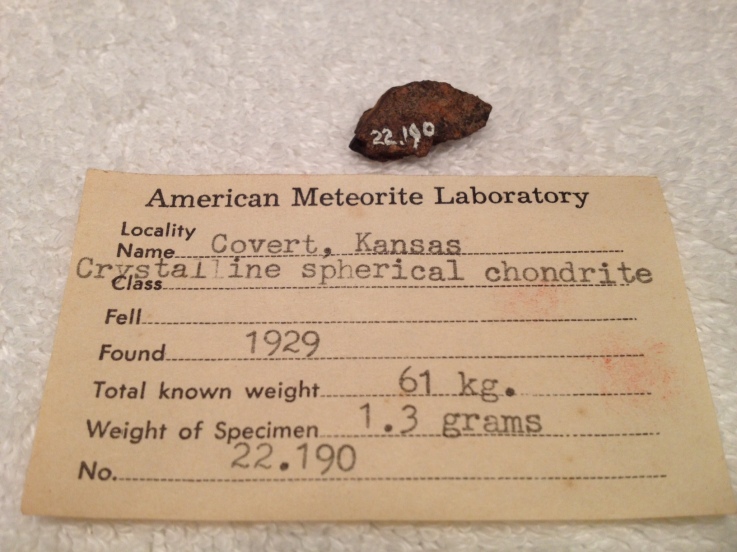 22.190
American Meteorite Laboratory
Locality
Name Covert, Kansas
Crystalline spherical chondrite
Class
Fell
Found 1929
Total known weight 61 kg.
Weight of Specimen 1.3 grams
No. 22.190